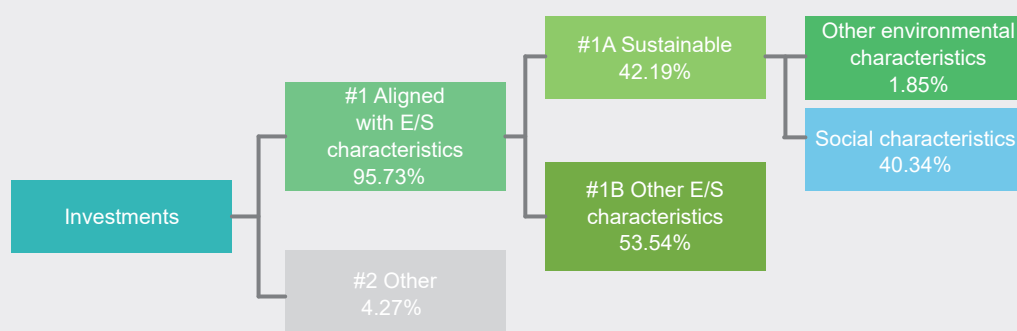 Investments
#1 Aligned
with E/S
characteristics
95.73%
#2 Other
4.27%
#1A Sustainable
42.19%
#1B Other E/S
characteristics
53.54%
Other environmental
characteristics
1.85%
Social characteristics
40.34%